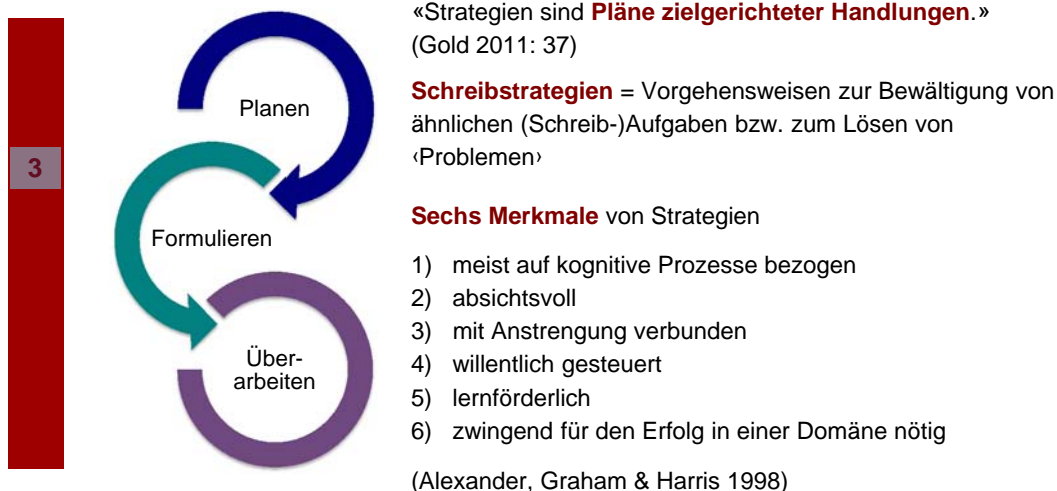 3
Planen
Formulieren
Über-
arbeiten
«Strategien sind Pläne zielgerichteter Handlungen.»
(Gold 2011: 37)
Schreibstrategien = Vorgehensweisen zur Bewältigung von
ähnlichen (Schreib-)Aufgaben bzw. zum Lösen von
‹Problemen›
Sechs Merkmale von Strategien
1) meist auf kognitive Prozesse bezogen
2) absichtsvoll
3) mit Anstrengung verbunden
4) willentlich gesteuert
5) lernförderlich
6) zwingend für den Erfolg in einer Domäne nötig
(Alexander, Graham & Harris 1998)